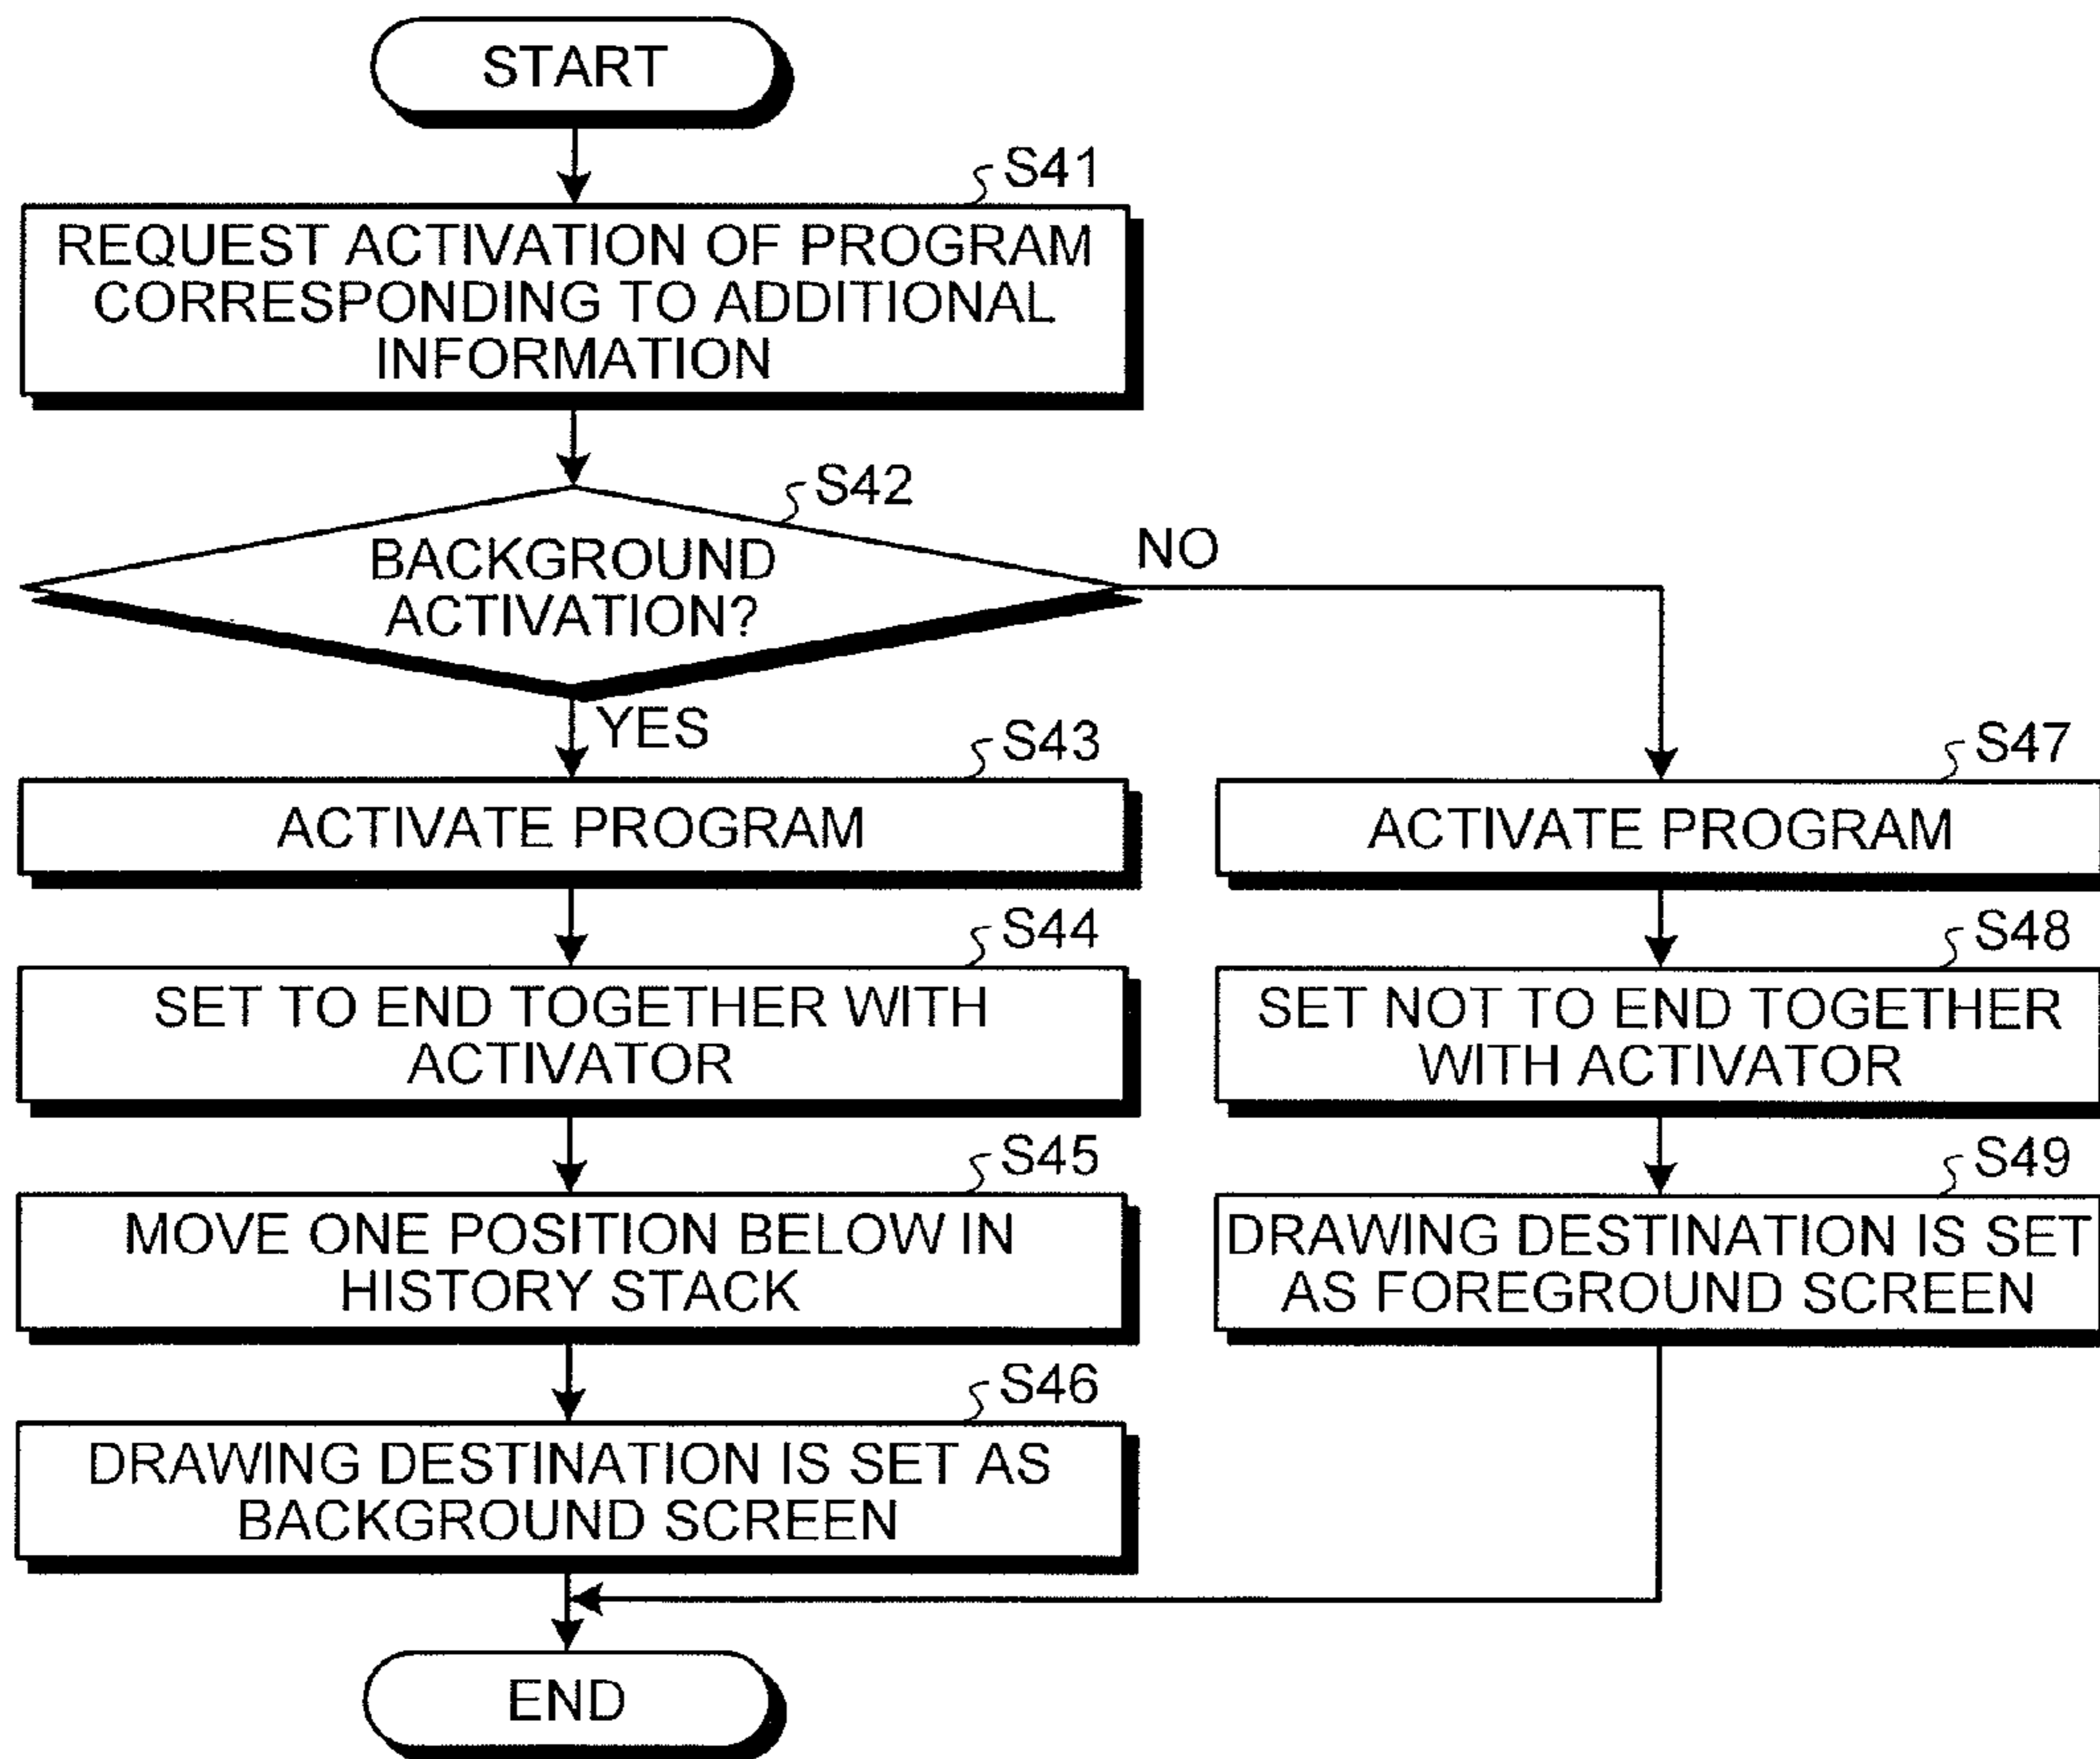 START
S41
REQUEST ACTIVATION OF PROGRAM
CORRESPONDING TO ADDITIONAL
INFORMATION
S42
BACKGROUND
ACTIVATION?
NO
YES
S43
ACTIVATE PROGRAM
S44
SET TO END TOGETHER WITH
ACTIVATOR
S45
MOVE ONE POSITION BELOW IN
HISTORY STACK
S46
DRAWING DESTINATION IS SET AS
BACKGROUND SCREEN
S47
ACTIVATE PROGRAM
S48
SET NOT TO END TOGETHER
WITH ACTIVATOR
S49
DRAWING DESTINATION IS SET
AS FOREGROUND SCREEN
END